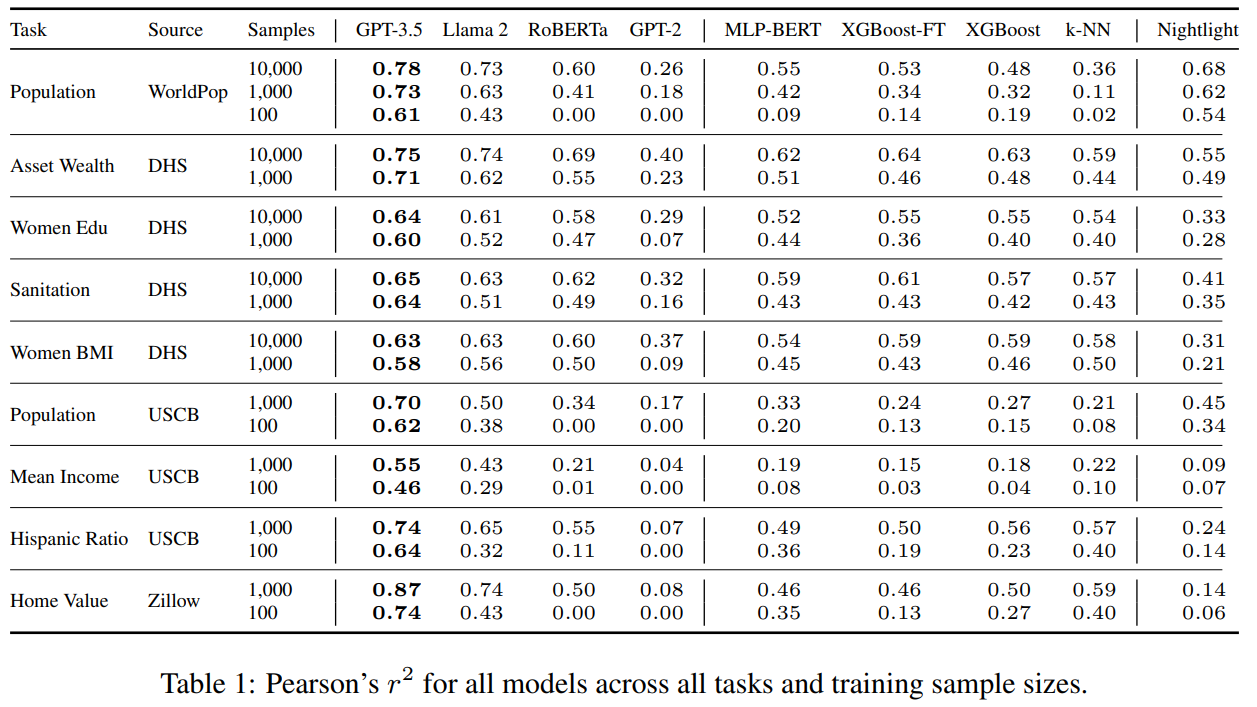 Task Source Samples GPT-3.5 Llama 2 RoBERTa GPT-2 MLP-BERT XGBoost-FT XGBoost k-NN Nightlight
10,000 0.78 0.73 0.60 0.26 0.55 0.53 0.48 0.36 0.68
Population WorldPop 1,000 0.73 0.63 0.41 0.18 0.42 0.34 0.32 0.11 0.62
100 0.61 0.43 0.00 0.00 0.09 0.14 0.19 0.02 0.54
Asset Wealth DHS 10,000 0.75 0.74 0.69 0.40 0.62 0.64 0.63 0.59 0.55
1,000 0.71 0.62 0.55 0.23 0.51 0.46 0.48 0.44 0.49
Women Edu DHS 10,000 0.64 0.61 0.58 0.29 0.52 0.55 0.55 0.54 0.33
1,000 0.60 0.52 0.47 0.07 0.44 0.36 0.40 0.40 0.28
Sanitation DHS 10,000 0.65 0.63 0.62 0.32 0.59 0.61 0.57 0.57 0.41
1,000 0.64 0.51 0.49 0.16 0.43 0.43 0.42 0.43 0.35
Women BMI DHS 10,000 0.63 0.63 0.60 0.37 0.54 0.59 0.59 0.58 0.31
1,000 0.58 0.56 0.50 0.09 0.45 0.43 0.46 0.50 0.21
Population USCB 1,000 0.70 0.50 0.34 0.17 0.33 0.24 0.27 0.21 0.45
100 0.62 0.38 0.00 0.00 0.20 0.13 0.15 0.08 0.34
Mean Income USCB 1,000 0.55 0.43 0.21 0.04 0.19 0.15 0.18 0.22 0.09
100 0.46 0.29 0.01 0.00 0.08 0.03 0.04 0.10 0.07
Hispanic Ratio USCB 1,000 0.74 0.65 0.55 0.07 0.49 0.50 0.56 0.57 0.24
100 0.64 0.32 0.11 0.00 0.36 0.19 0.23 0.40 0.14
Home Value Zillow 1,000 0.87 0.74 0.50 0.08 0.46 0.46 0.50 0.59 0.14
100 0.74 0.43 0.00 0.00 0.35 0.13 0.27 0.40 0.06
Table 1: Pearson's r² for all models across all tasks and training sample sizes.